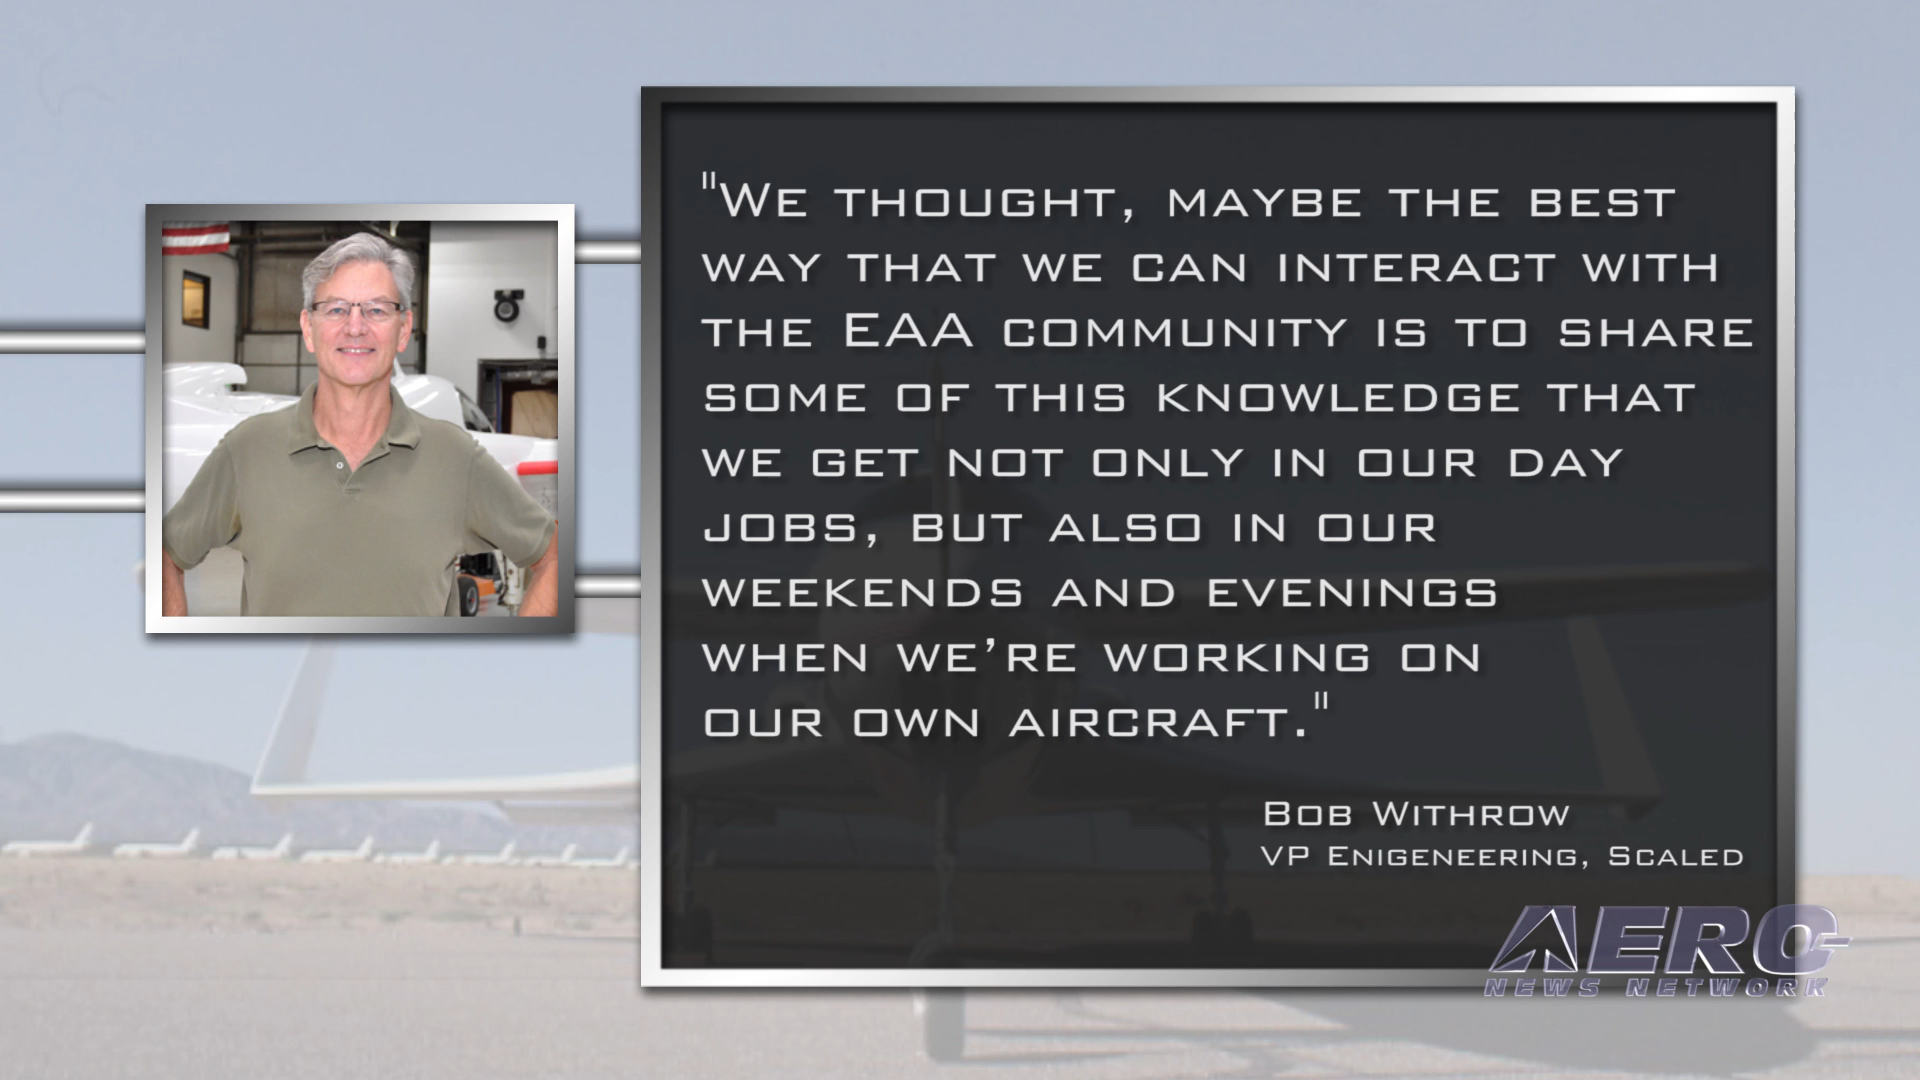 "We thought, maybe the best
way that we can interact with
the EAA community is to share
some of this knowledge that
we get not only in our day
jobs, but also in our
weekends and evenings
when we’re working on
our own aircraft."
Bob Withrow
VP Enigeneering, Scaled
AERO-
NEWS NETWORK